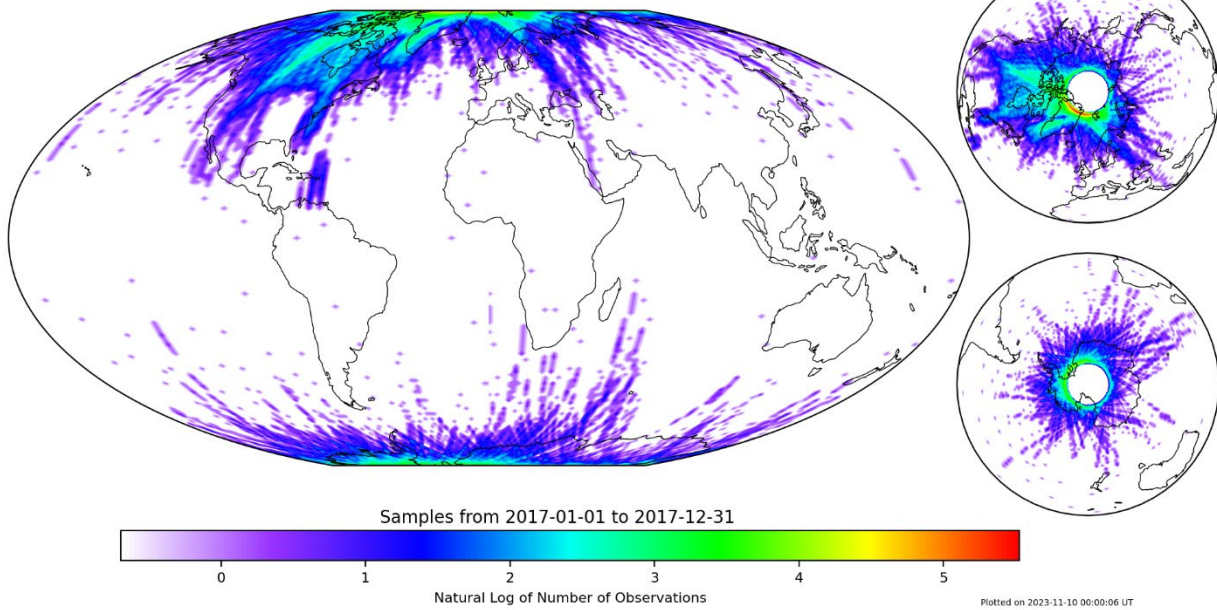 Samples from 2017-01-01 to 2017-12-31
0 1 2 3 4 5
Natural Log of Number of Observations
Plotted on 2023-11-10 00:00:06 UT